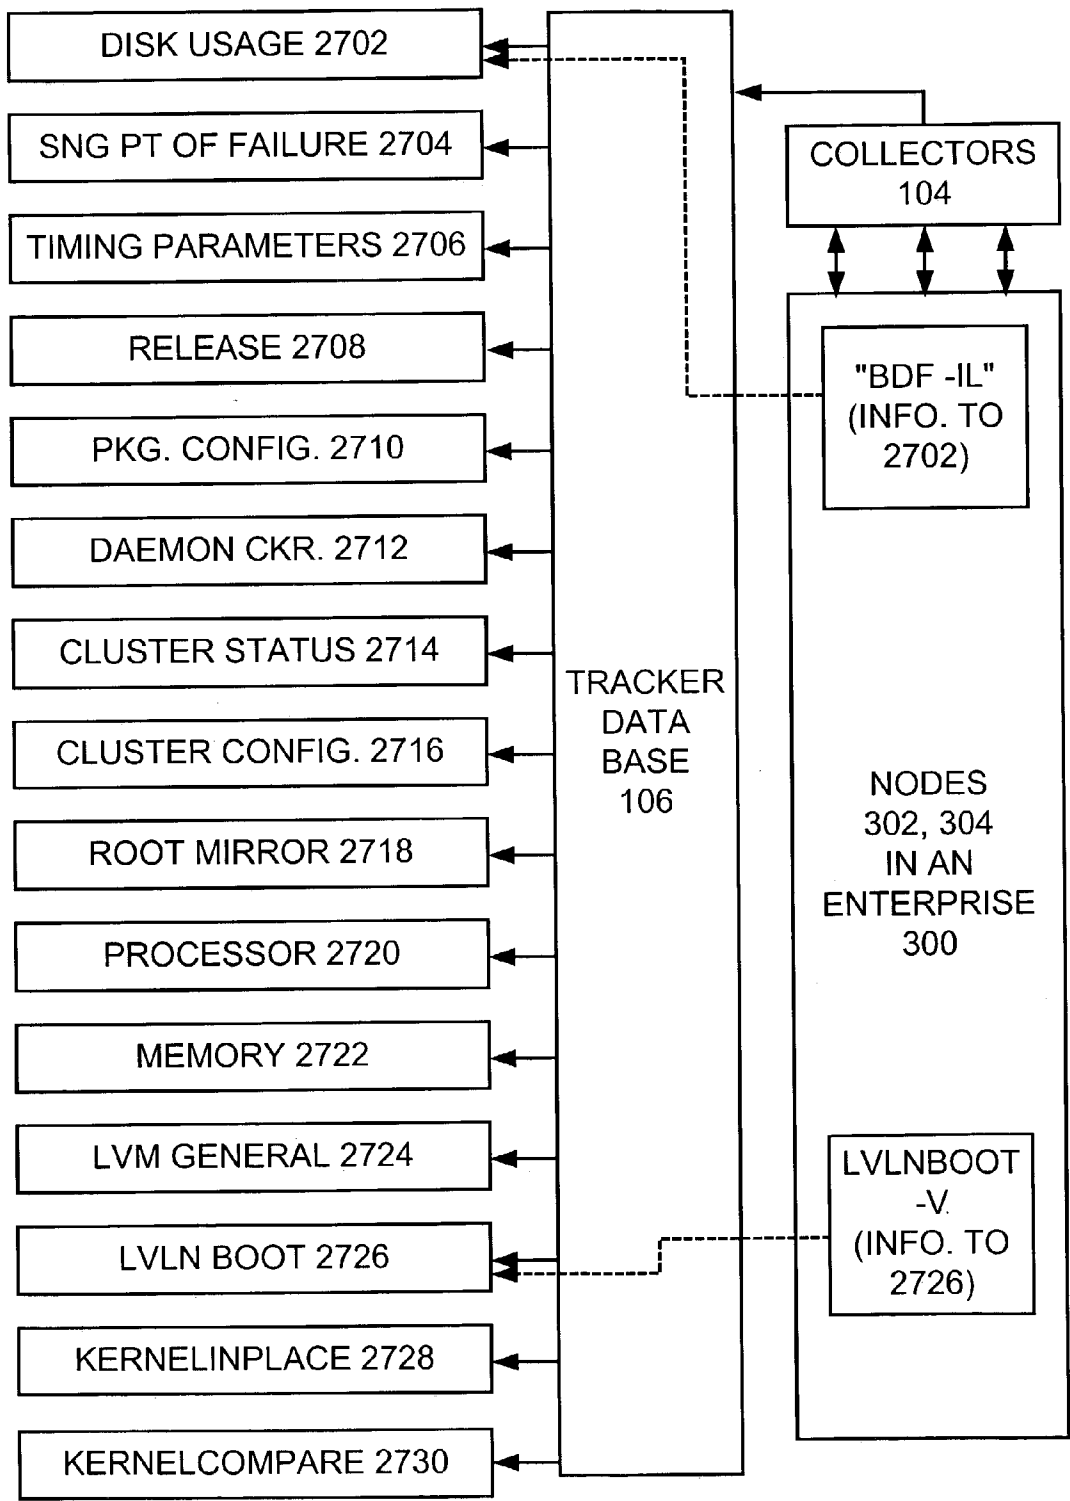 DISK USAGE 2702
SNG PT OF FAILURE 2704
TIMING PARAMETERS 2706
RELEASE 2708
PKG. CONFIG. 2710
DAEMON CKR. 2712
CLUSTER STATUS 2714
CLUSTER CONFIG. 2716
ROOT MIRROR 2718
PROCESSOR 2720
MEMORY 2722
LVM GENERAL 2724
LVLN BOOT 2726
KERNELINPLACE 2728
KERNELCOMPARE 2730
TRACKER
DATA
BASE
106
COLLECTORS
104
"BDF -IL"
(INFO. TO
2702)
NODES
302, 304
IN AN
ENTERPRISE
300
LVLNBOOT
-V
(INFO. TO
2726)